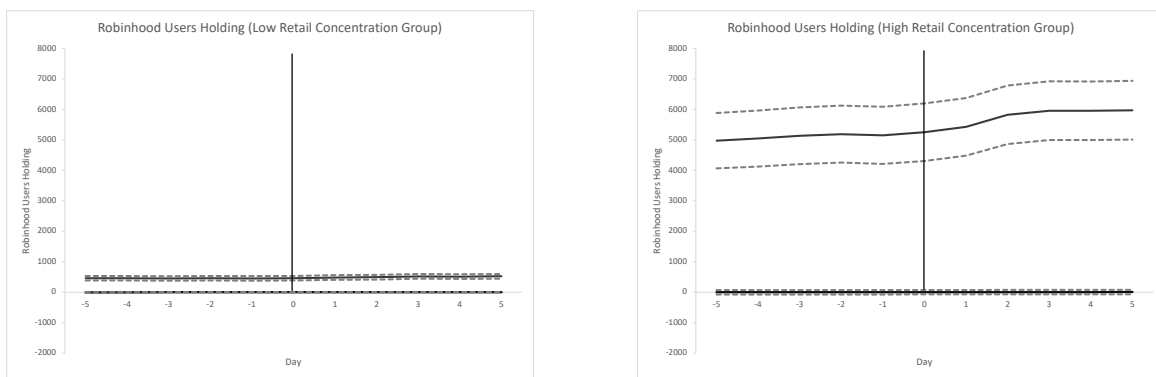 Robinhood Users Holding (Low Retail Concentration Group)
8000
7000
6000
5000
4000
3000
2000
1000
0
-1000
-2000
Robinhood Users Holding
-5 -4 -3 -2 -1 0 1 2 3 4 5
Day
Robinhood Users Holding (High Retail Concentration Group)
8000
7000
6000
5000
4000
3000
2000
1000
0
-1000
-2000
Robinhood Users Holding
-5 -4 -3 -2 -1 0 1 2 3 4 5
Day